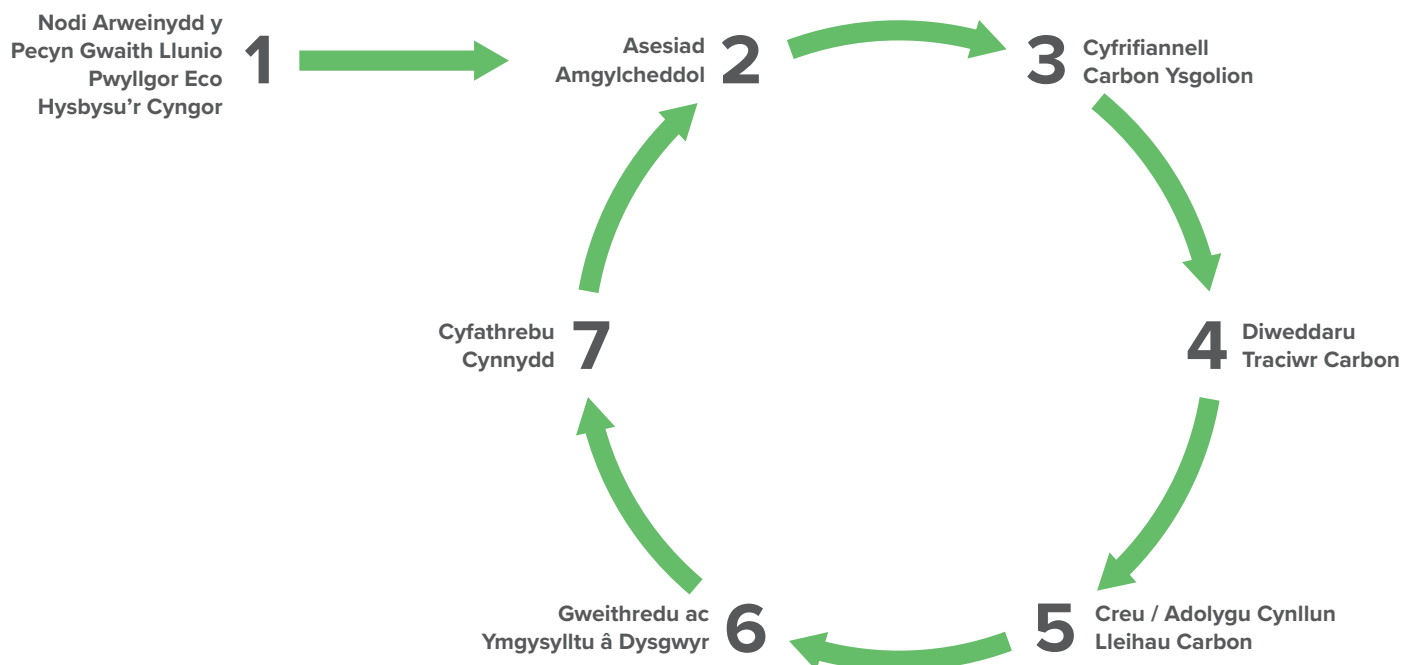 Nodi Arweinydd y
Pecyn Gwaith Llunio
Pwyllgor Eco
Hysbysu'r Cyngor
1
Asesiad
Amgylcheddol
2
3
Cyfrifiannell
Carbon Ysgolion
4
Diweddaru
Traciwr Carbon
5
Creu / Adolygu Cynllun
Lleihau Carbon
Gweithredu ac
Ymgysylltu â Dysgwyr
6
Cyfathrebu
Cynnydd
7